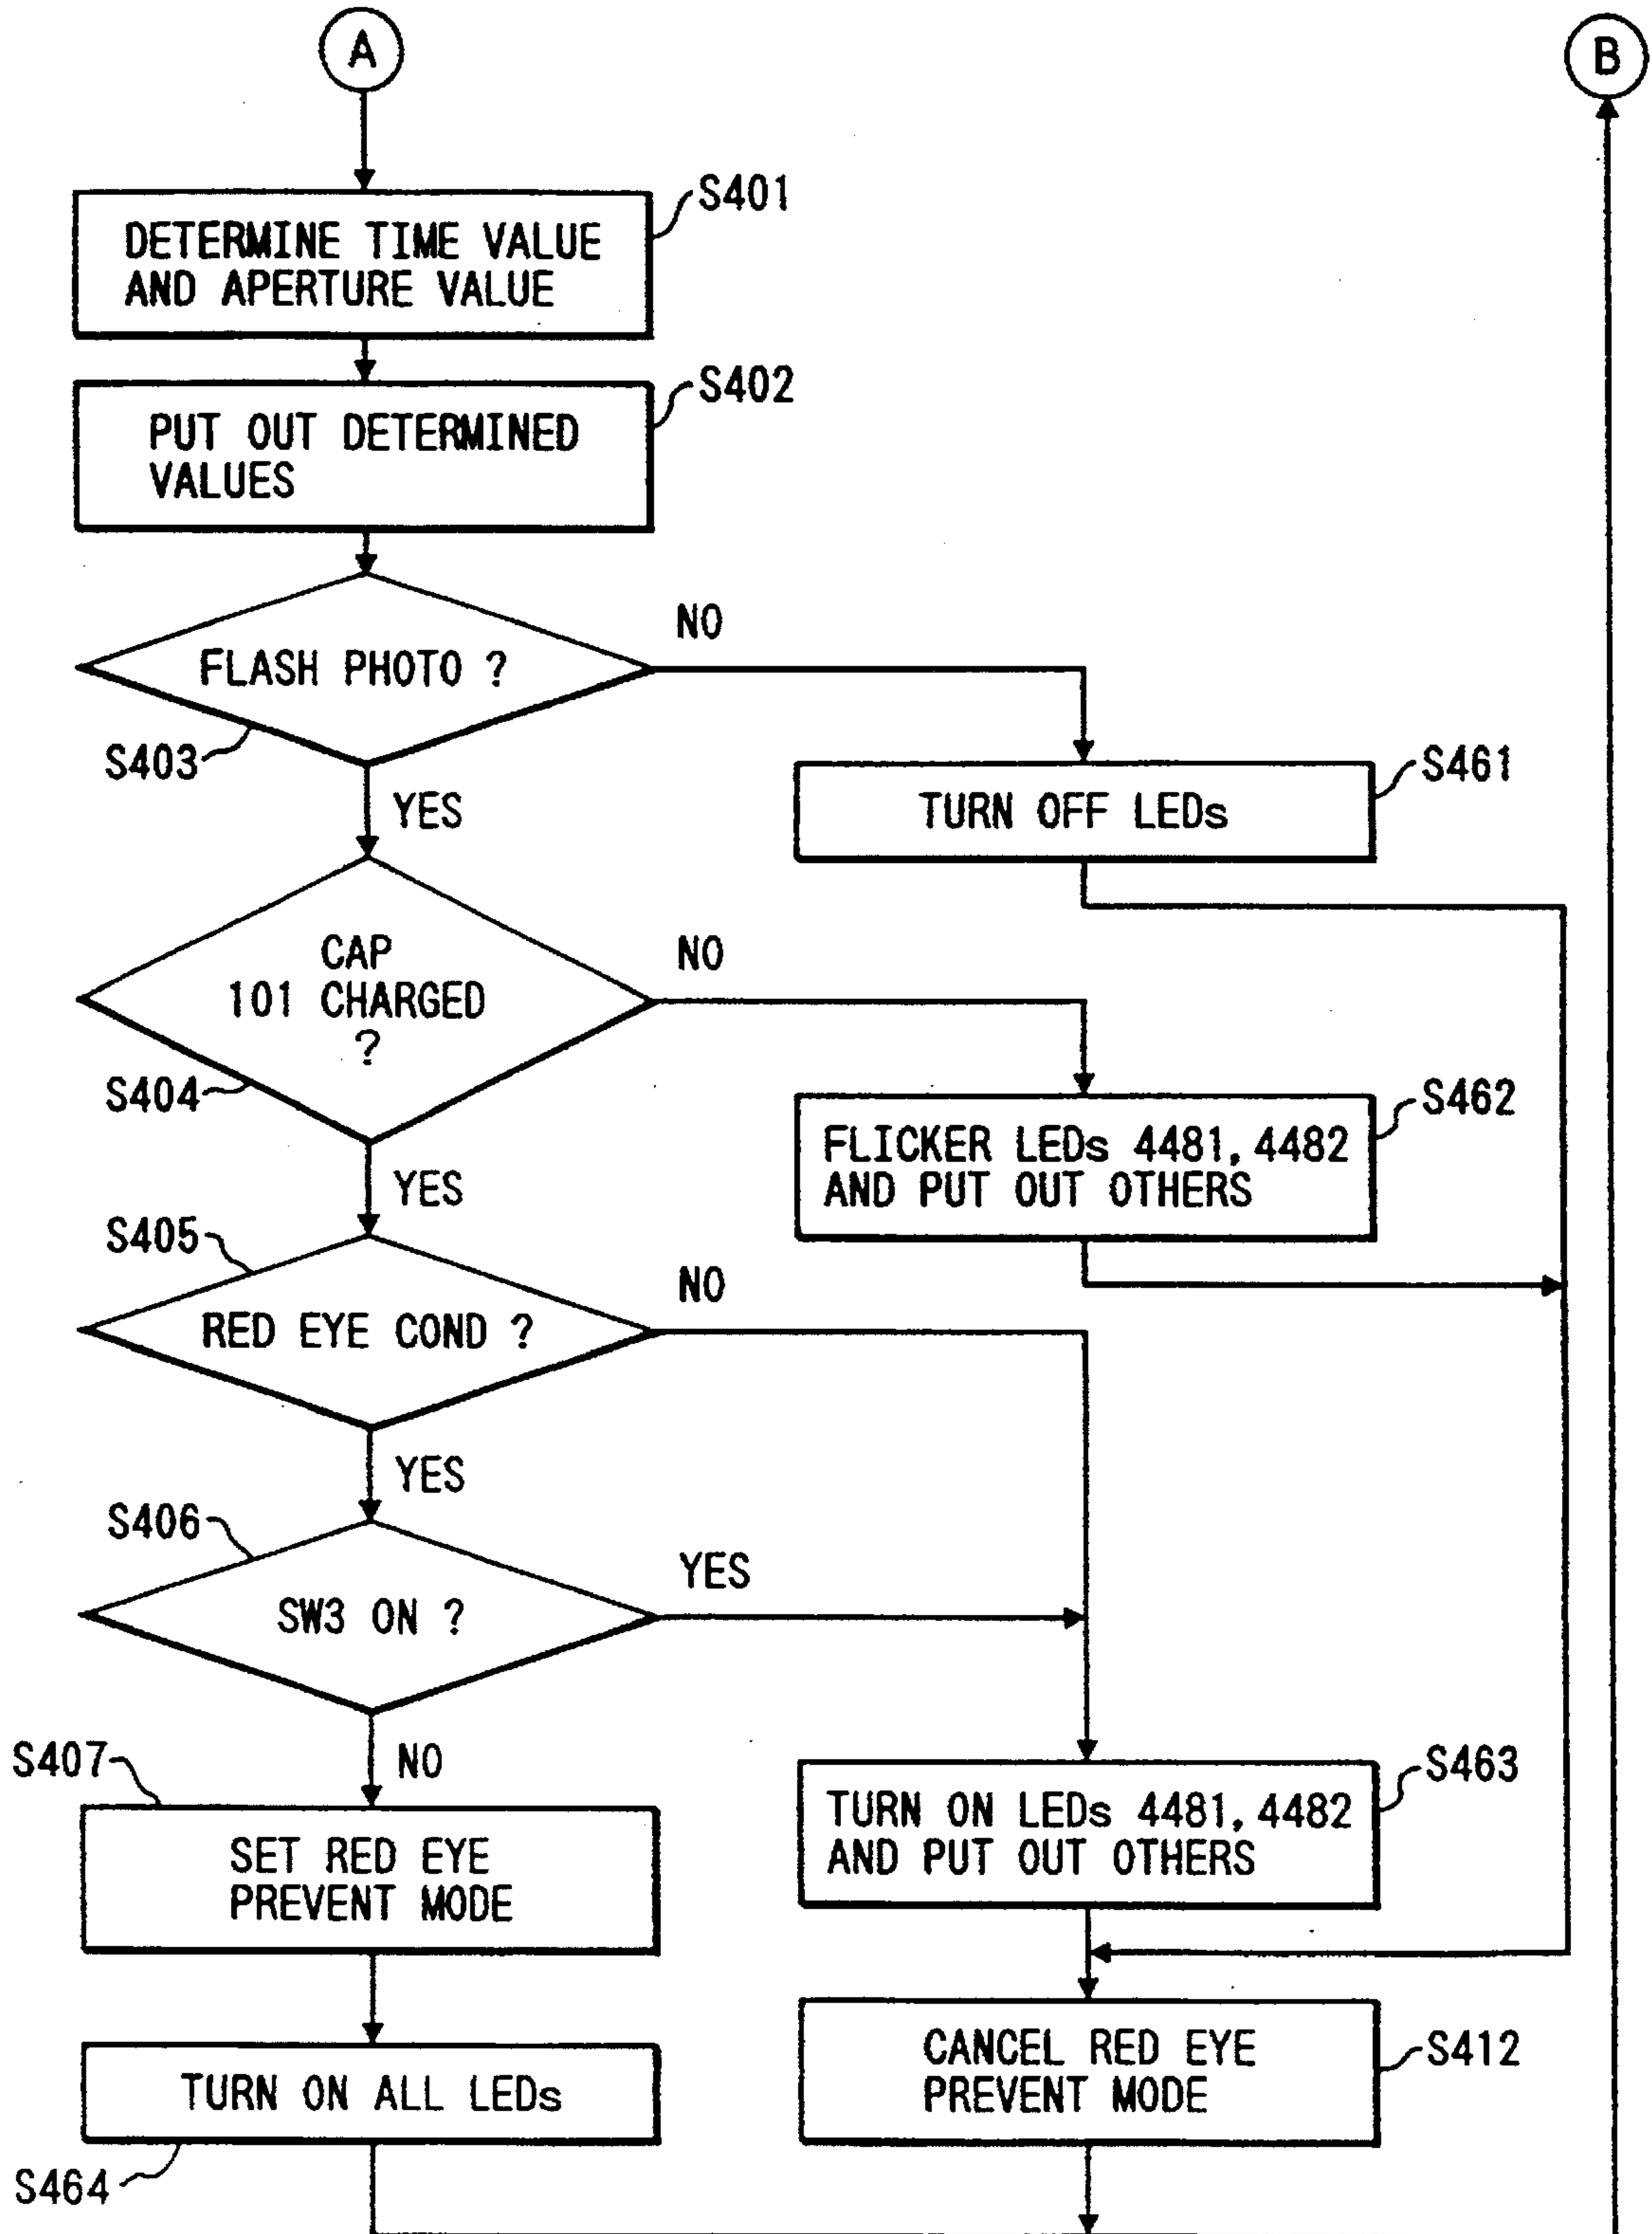 A
B
S401
DETERMINE TIME VALUE
AND APERTURE VALUE
S402
PUT OUT DETERMINED
VALUES
NO
FLASH PHOTO ?
S403
YES
S461
TURN OFF LEDs
CAP
101 CHARGED
?
NO
S404
YES
S462
FLICKER LEDs 4481, 4482
AND PUT OUT OTHERS
S405
NO
RED EYE COND ?
YES
S406
YES
SW3 ON ?
NO
S407
SET RED EYE
PREVENT MODE
S463
TURN ON LEDs 4481, 4482
AND PUT OUT OTHERS
CANCEL RED EYE
PREVENT MODE
S412
TURN ON ALL LEDs
S464